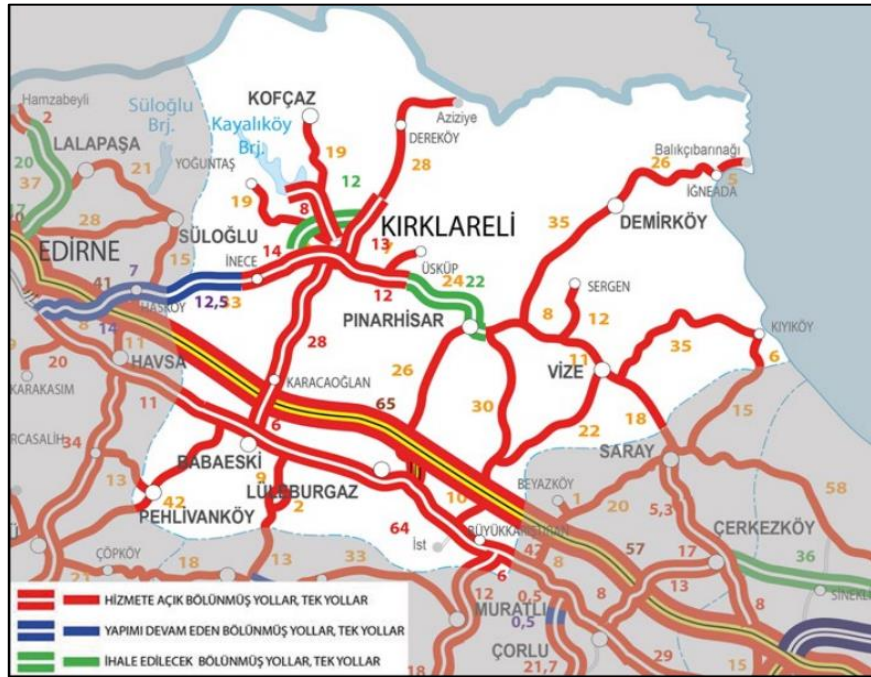 Hamzabeyli
2
LALAPAŞA
20
37
21
Süloğlu
Brj.
YOĞUNTAŞ
28
SÜLOĞLU
EDİRNE
15
41
7
HASKÖY
14
8
HAVSA
11
20
KARAKASIM
11
34
13
42
PEHLİVANKÖY
ÇÖPKÖY
18
13
33
KOFÇAZ
Kayalıköy
Brj.
19
19
8
12
Aziziye
DEREKÖY
28
KIRKLARELİ
14
13
İNECE
12,5
ÜSKÜP
12
24
22
PINARHİSAR
28
KARACAOĞLAN
6
BABAESKİ
9
2
LÜLEBURGAZ
65
26
30
64
10
İst
BÜYÜKKARIŞTIRAN
6
Balıkçıbarınağı
26
5
İĞNEADA
DEMİRKÖY
35
SERGEN
8
12
11
VİZE
22
18
35
KIYIKÖY
6
15
SARAY
BEYAZKÖY
1
20
5,3
58
ÇERKEZKÖY
57
17
13
36
8
8
42
12
0,5
0,5
MURATLI
8
ÇORLU
21,7
29
15
18
HİZMETE AÇIK BÖLÜNMÜŞ YOLLAR, TEK YOLLAR
YAPIMI DEVAM EDEN BÖLÜNMÜŞ YOLLAR, TEK YOLLAR
İHALE EDİLECEK BÖLÜNMÜŞ YOLLAR, TEK YOLLAR